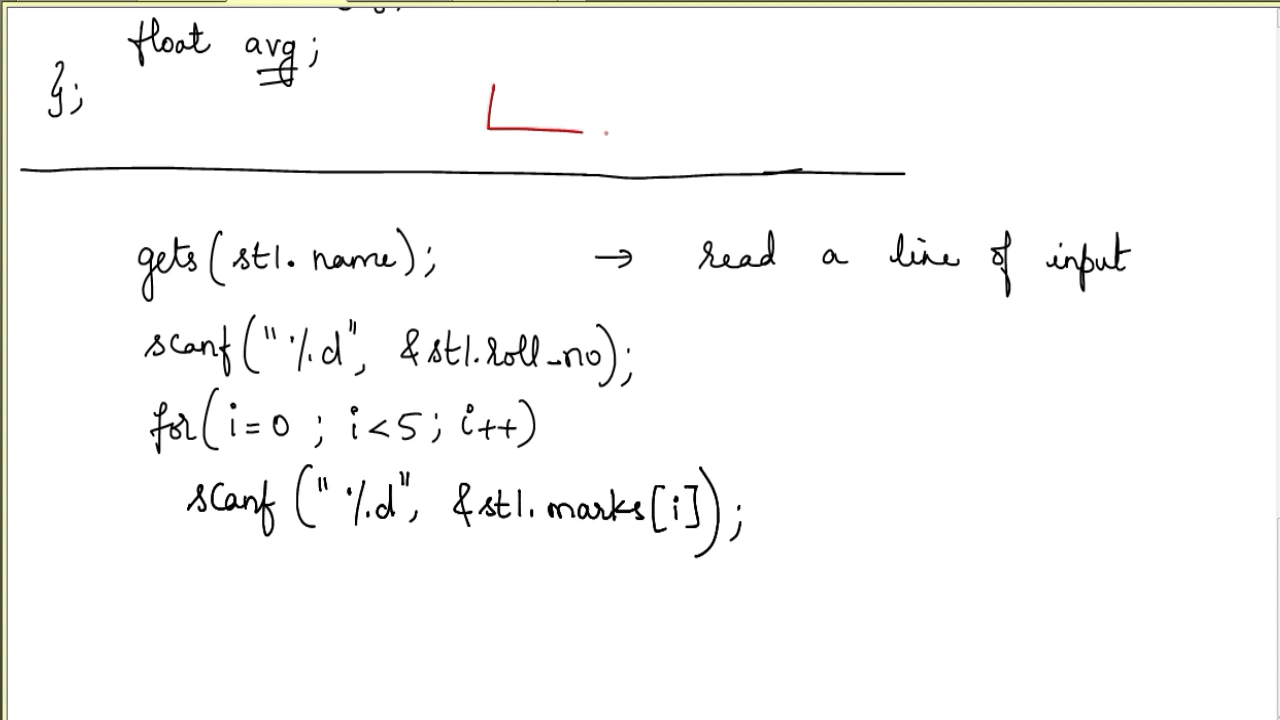 float avg;
};
gets(st1.name); → read a line of input
scanf("%d", &st1.roll_no);
for(i=0 ; i<5; i++)
scanf("%d", &st1.marks[i]);